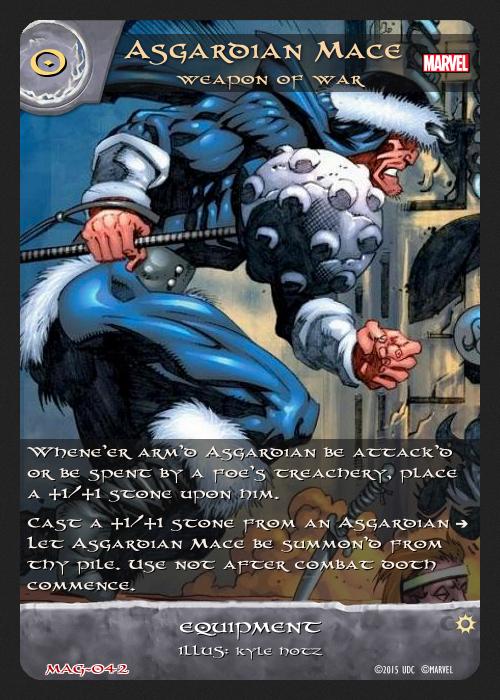 Asgardian Mace
MARVEL
Weapon of War
Whene'er arm'd Asgardian be attack'd
or be spent by a foe's treachery, place
a +1/+1 stone upon him.
Cast a +1/+1 stone from an Asgardian ➔
Let Asgardian Mace be summon'd from
thy pile. Use not after combat doth
commence.
Equipment
Illus: Kyle Hotz
MAG-042
©2015 UDC ©MARVEL